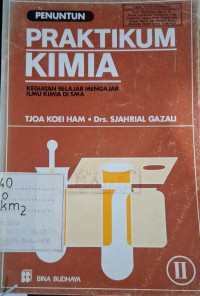 PENUNTUN
PRAKTIKUM
KIMIA
KEGIATAN BELAJAR MENGAJAR
ILMU KIMIA DI SMA
TJOA KOEI HAM • Drs. SJAHRIAL GAZALI
40
o
km2
BINA BUDHAYA
II